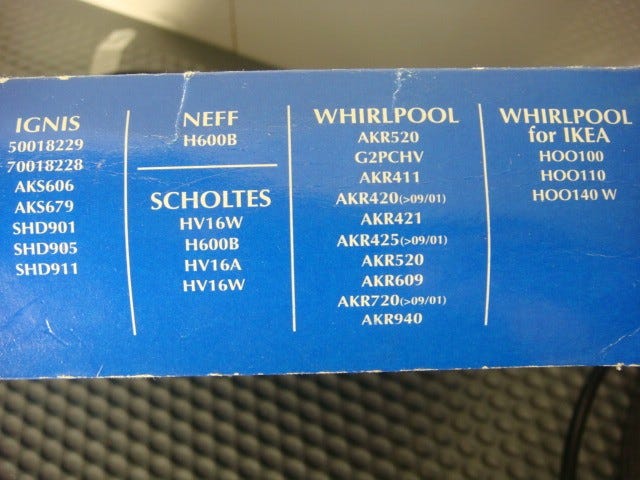 IGNIS
50018229
70018228
AKS606
AKS679
SHD901
SHD905
SHD911
NEFF
H600B
SCHOLTES
HV16W
H600B
HV16A
HV16W
WHIRLPOOL
AKR520
G2PCHV
AKR411
AKR420(>09/01)
AKR421
AKR425(>09/01)
AKR520
AKR609
AKR720(>09/01)
AKR940
WHIRLPOOL
for IKEA
HOO100
HOO110
HOO140 W